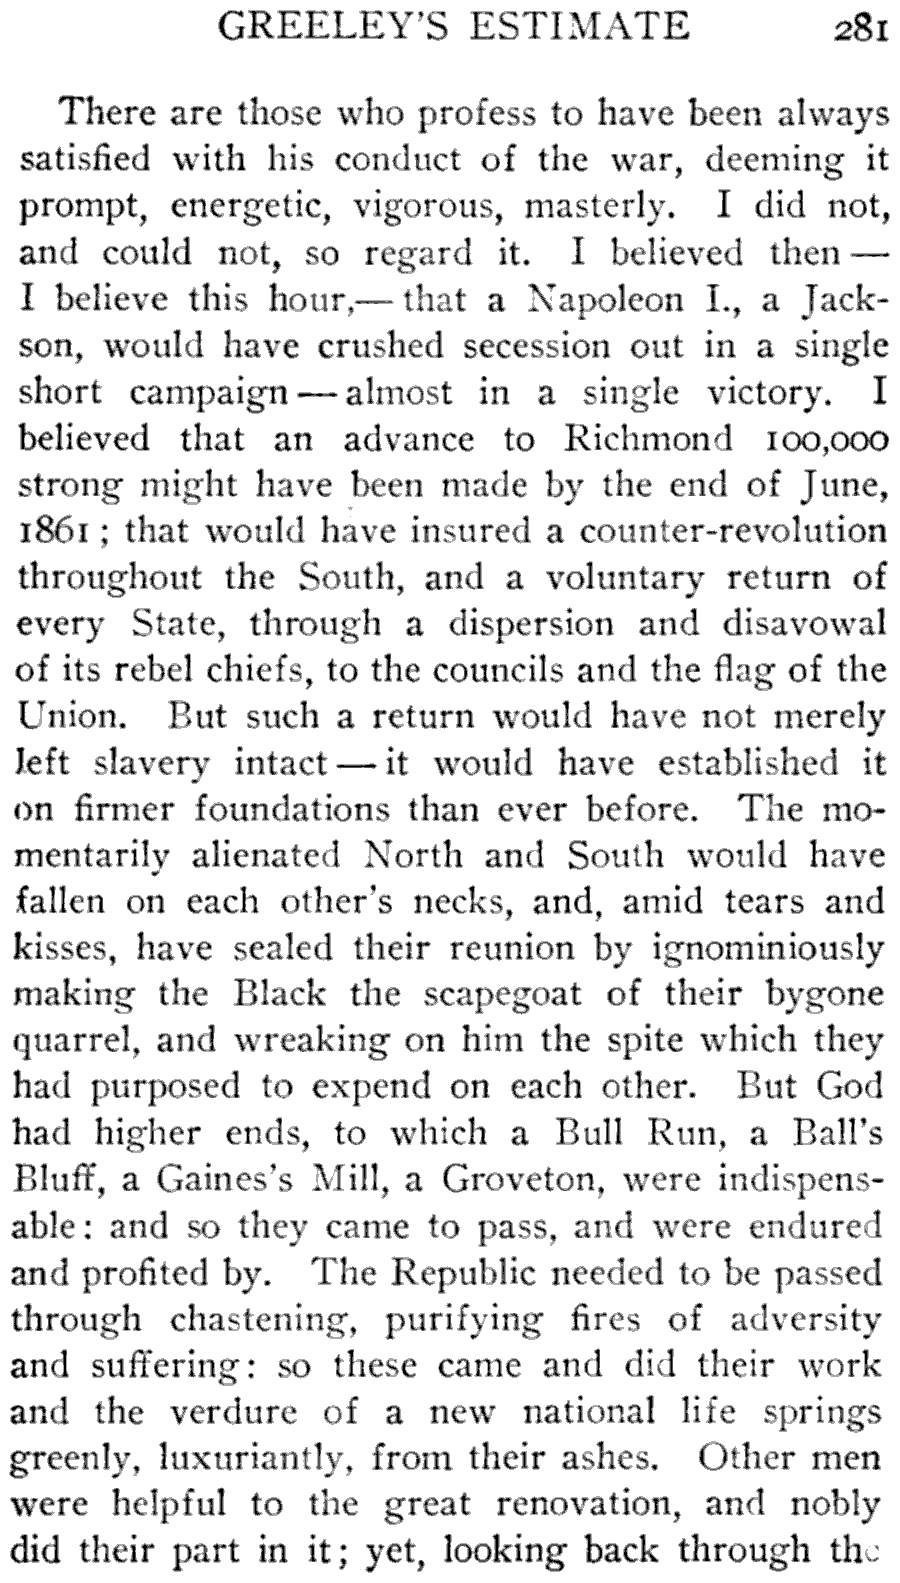 GREELEY'S ESTIMATE 281
There are those who profess to have been always
satisfied with his conduct of the war, deeming it
prompt, energetic, vigorous, masterly. I did not,
and could not, so regard it. I believed then —
I believe this hour,— that a Napoleon I., a Jack-
son, would have crushed secession out in a single
short campaign — almost in a single victory. I
believed that an advance to Richmond 100,000
strong might have been made by the end of June,
1861; that would have insured a counter-revolution
throughout the South, and a voluntary return of
every State, through a dispersion and disavowal
of its rebel chiefs, to the councils and the flag of the
Union. But such a return would have not merely
left slavery intact — it would have established it
on firmer foundations than ever before. The mo-
mentarily alienated North and South would have
fallen on each other's necks, and, amid tears and
kisses, have sealed their reunion by ignominiously
making the Black the scapegoat of their bygone
quarrel, and wreaking on him the spite which they
had purposed to expend on each other. But God
had higher ends, to which a Bull Run, a Ball's
Bluff, a Gaines's Mill, a Groveton, were indispens-
able: and so they came to pass, and were endured
and profited by. The Republic needed to be passed
through chastening, purifying fires of adversity
and suffering: so these came and did their work
and the verdure of a new national life springs
greenly, luxuriantly, from their ashes. Other men
were helpful to the great renovation, and nobly
did their part in it; yet, looking back through the